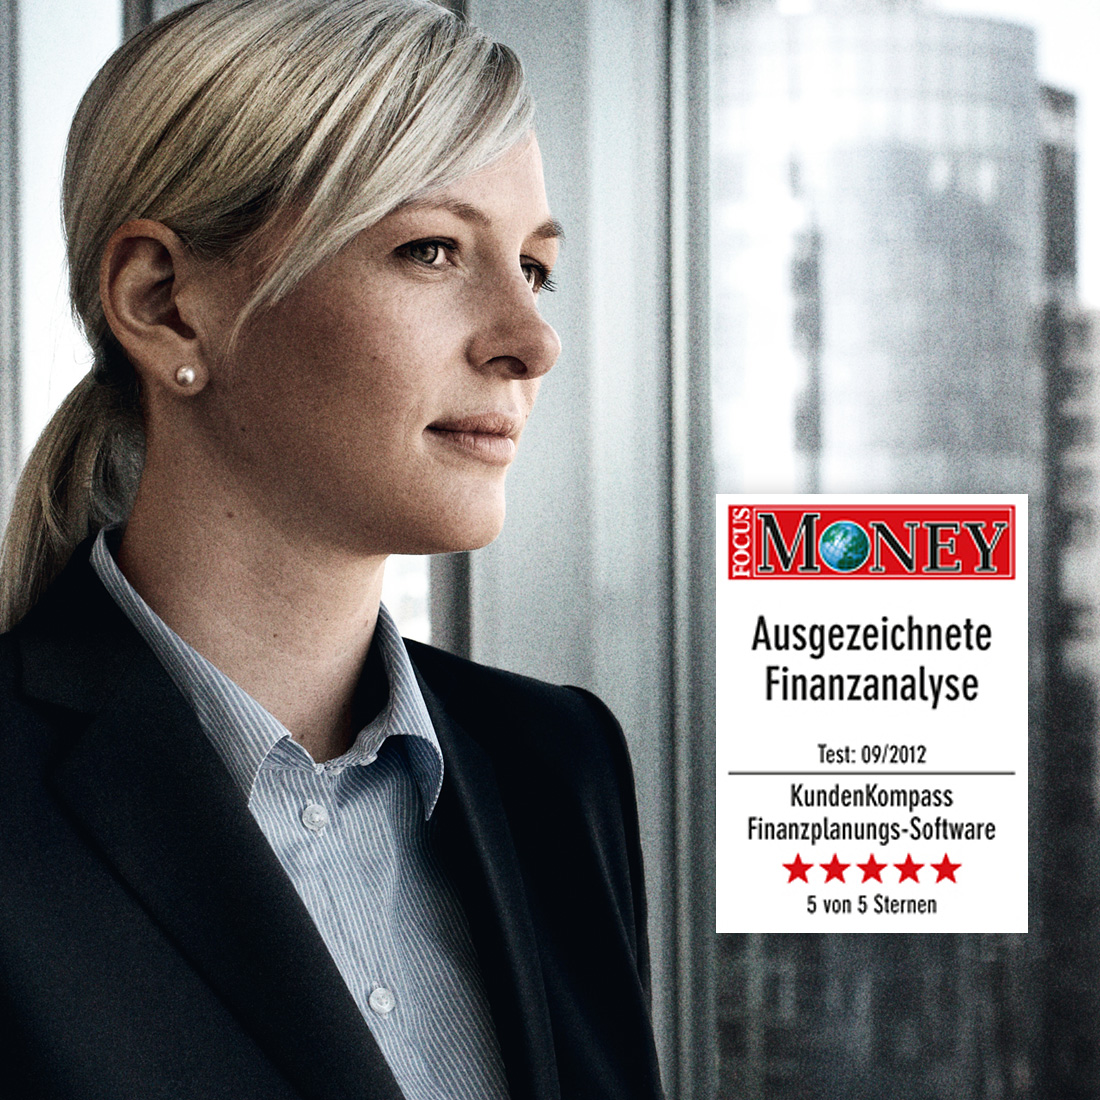 FOCUS
MONEY
Ausgezeichnete
Finanzanalyse
Test: 09/2012
KundenKompass
Finanzplanungs-Software
5 von 5 Sternen